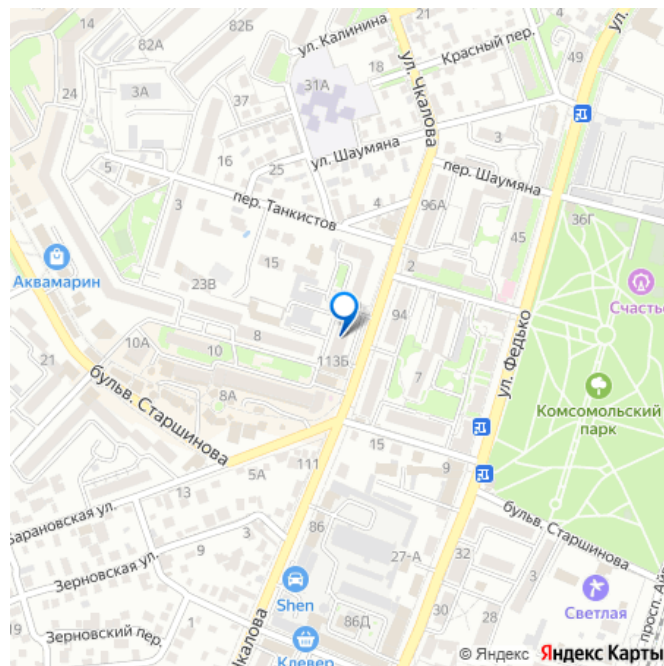 14
82А
ул. Калинина
21
ул.
Красный пер.
18
31А
ул. Чкалова
49
24
3А
37
16
25
ул. Шаумяна
3
5
пер. Шаумяна
пер. Танкистов
3
4
96А
36Г
45
15
2
Аквамарин
23В
Счастье
94
ул. Федько
8
10А
10
113Б
7
21
8А
Комсомольский
парк
бульв. Старшинова
15
9
111
5А
13
86
бульв. Старшинова
Барановская ул.
27-А
3
9
32
3
Зерновская ул.
Shen
30
Светлая
просп. Айв
19
Зерновский пер.
1
86Д
28
Чкалова
Клевер
© Яндекс Яндекс Карты